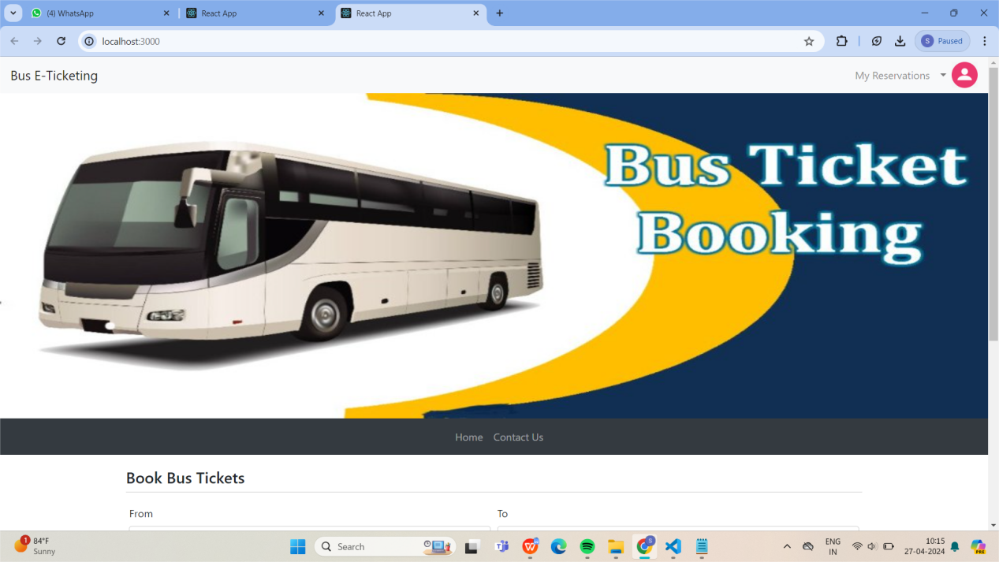 (4) WhatsApp
React App
React App
localhost:3000
S
Paused
Bus E-Ticketing
My Reservations
Bus Ticket
Booking
Home
Contact Us
Book Bus Tickets
From
To
1
84°F
Sunny
Search
ENG
IN
10:15
27-04-2024
PRE